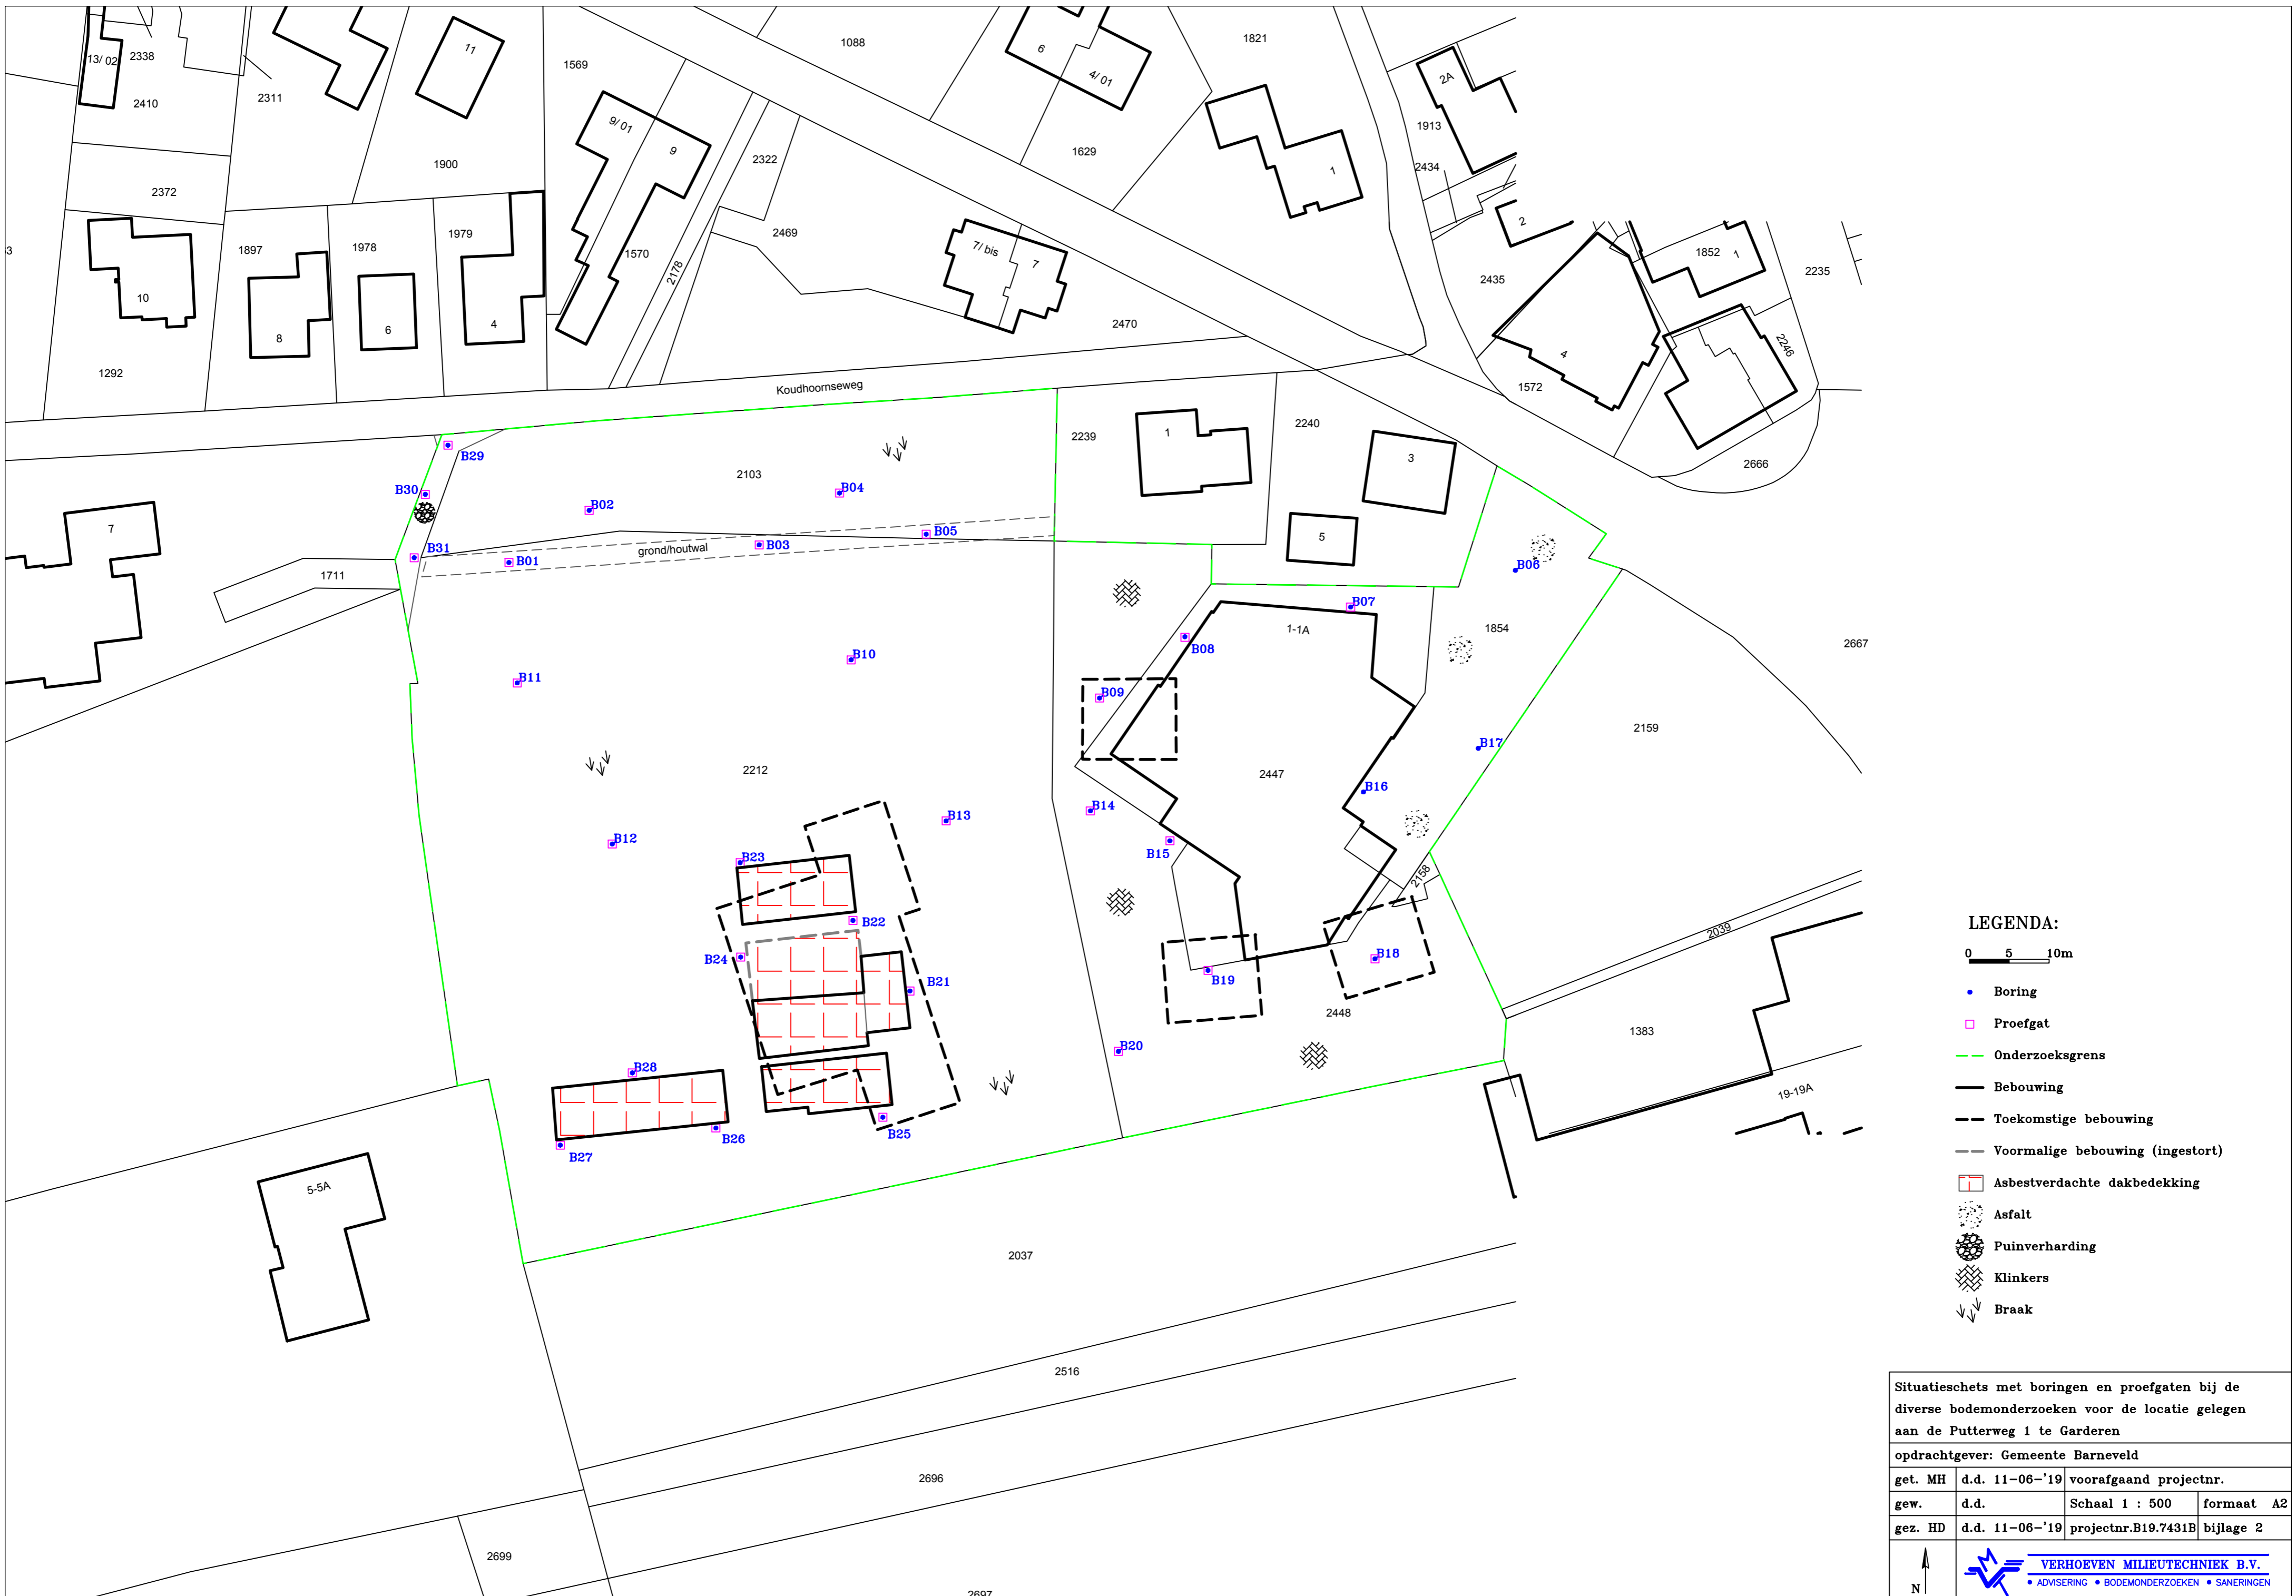 13/ 02
2338
2410
2311
11
1569
1088
6
4/ 01
1821
2A
1913
9/ 01
9
2322
1629
1
2434
1900
2372
2
1897
1978
1979
1570
2178
2469
7/ bis
7
2435
1852
1
2235
3
10
8
6
4
2470
4
2246
1292
1572
Koudhoornseweg
2239
1
2240
3
2666
B29
B30
B02
2103
B04
7
B31
B01
grond/houtwal
B03
B05
5
B06
1711
B07
1-1A
1854
2667
B08
B10
B11
B09
2159
B17
2212
2447
B16
B13
B14
B12
B15
B23
2158
B22
2039
B24
B18
B21
B19
2448
1383
B20
B28
19-19A
B26
B25
B27
5-5A
2037
2516
2696
2699
2697
LEGENDA:
0 5 10m
Boring
Proefgat
Onderzoeksgrens
Bebouwing
Toekomstige bebouwing
Voormalige bebouwing (ingestort)
Asbestverdachte dakbedekking
Asfalt
Puinverharding
Klinkers
Braak
Situatieschets met boringen en proefgaten bij de
diverse bodemonderzoeken voor de locatie gelegen
aan de Putterweg 1 te Garderen
opdrachtgever: Gemeente Barneveld
get. MH d.d. 11-06-'19 voorafgaand projectnr.
gew. d.d. Schaal 1 : 500 formaat A2
gez. HD d.d. 11-06-'19 projectnr.B19.7431B bijlage 2
N
VERHOEVEN MILIEUTECHNIEK B.V.
• ADVISERING • BODEMONDERZOEKEN • SANERINGEN